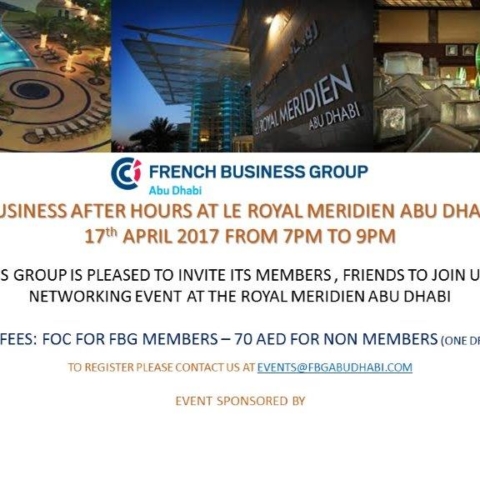 LE ROYAL MERIDIEN
ABU DHABI
FRENCH BUSINESS GROUP
Abu Dhabi
USINESS AFTER HOURS AT LE ROYAL MERIDIEN ABU DHA
17th APRIL 2017 FROM 7PM TO 9PM
S GROUP IS PLEASED TO INVITE ITS MEMBERS , FRIENDS TO JOIN U
NETWORKING EVENT AT THE ROYAL MERIDIEN ABU DHABI
FEES: FOC FOR FBG MEMBERS – 70 AED FOR NON MEMBERS (ONE DR
TO REGISTER PLEASE CONTACT US AT EVENTS@FBGABUDHABI.COM
EVENT SPONSORED BY